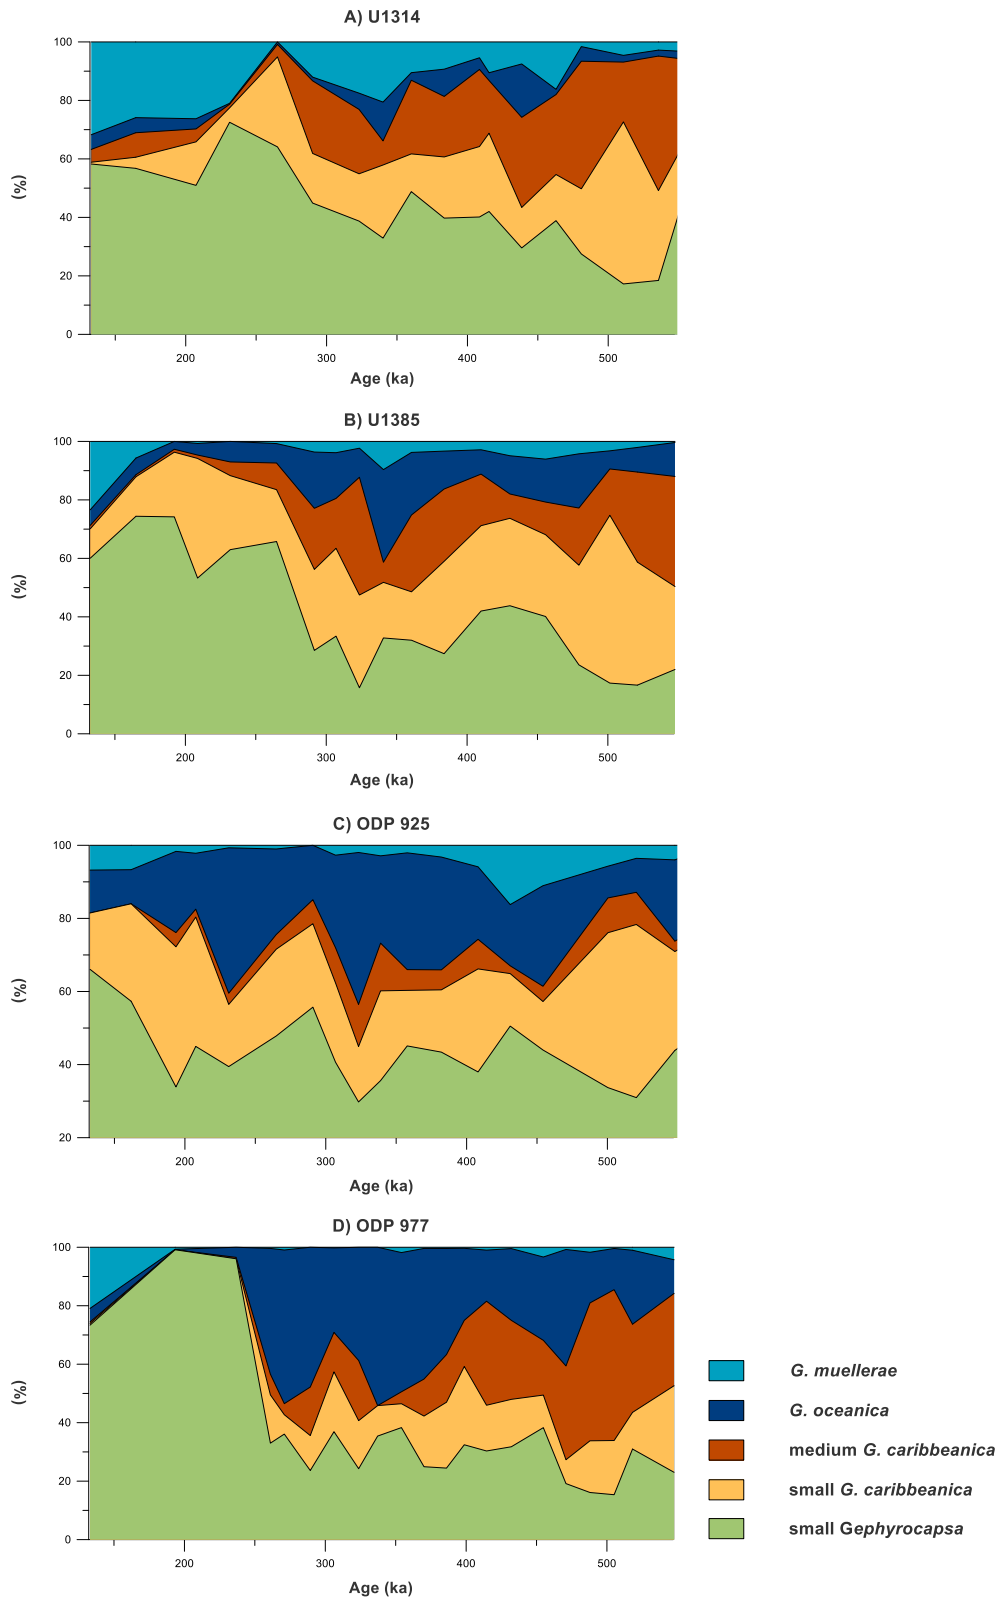 A) U1314
100
80
60
40
20
0
(%)
200 300 400 500
Age (ka)
B) U1385
100
80
60
40
20
0
(%)
200 300 400 500
Age (ka)
C) ODP 925
100
80
60
40
20
(%)
200 300 400 500
Age (ka)
D) ODP 977
100
80
60
40
20
0
(%)
200 300 400 500
Age (ka)
G. muellerae
G. oceanica
medium G. caribbeanica
small G. caribbeanica
small Gephyrocapsa